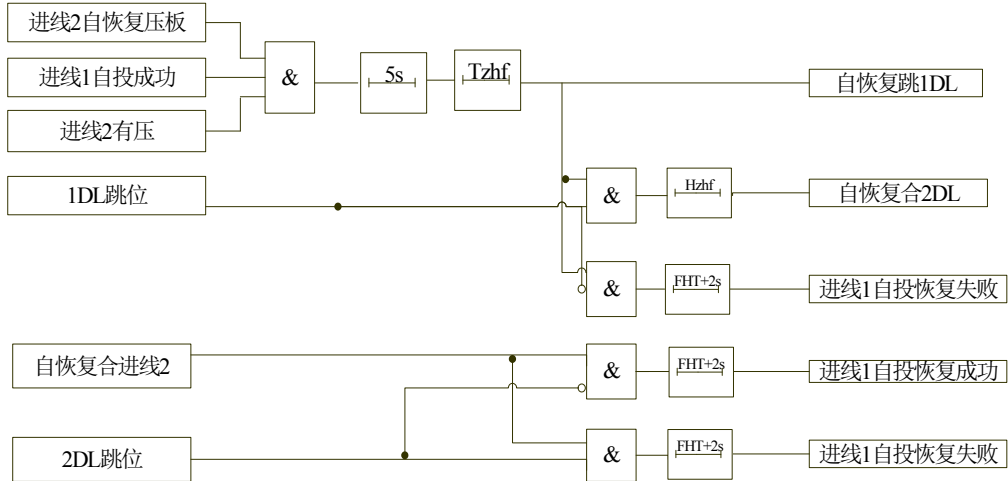 进线2自恢复压板
进线1自投成功
进线2有压
&
5s
Tzhf
自恢复跳1DL
1DL跳位
&
Hzhf
自恢复合2DL
&
FHT+2s
进线1自投恢复失败
自恢复合进线2
&
FHT+2s
进线1自投恢复成功
2DL跳位
&
FHT+2s
进线1自投恢复失败